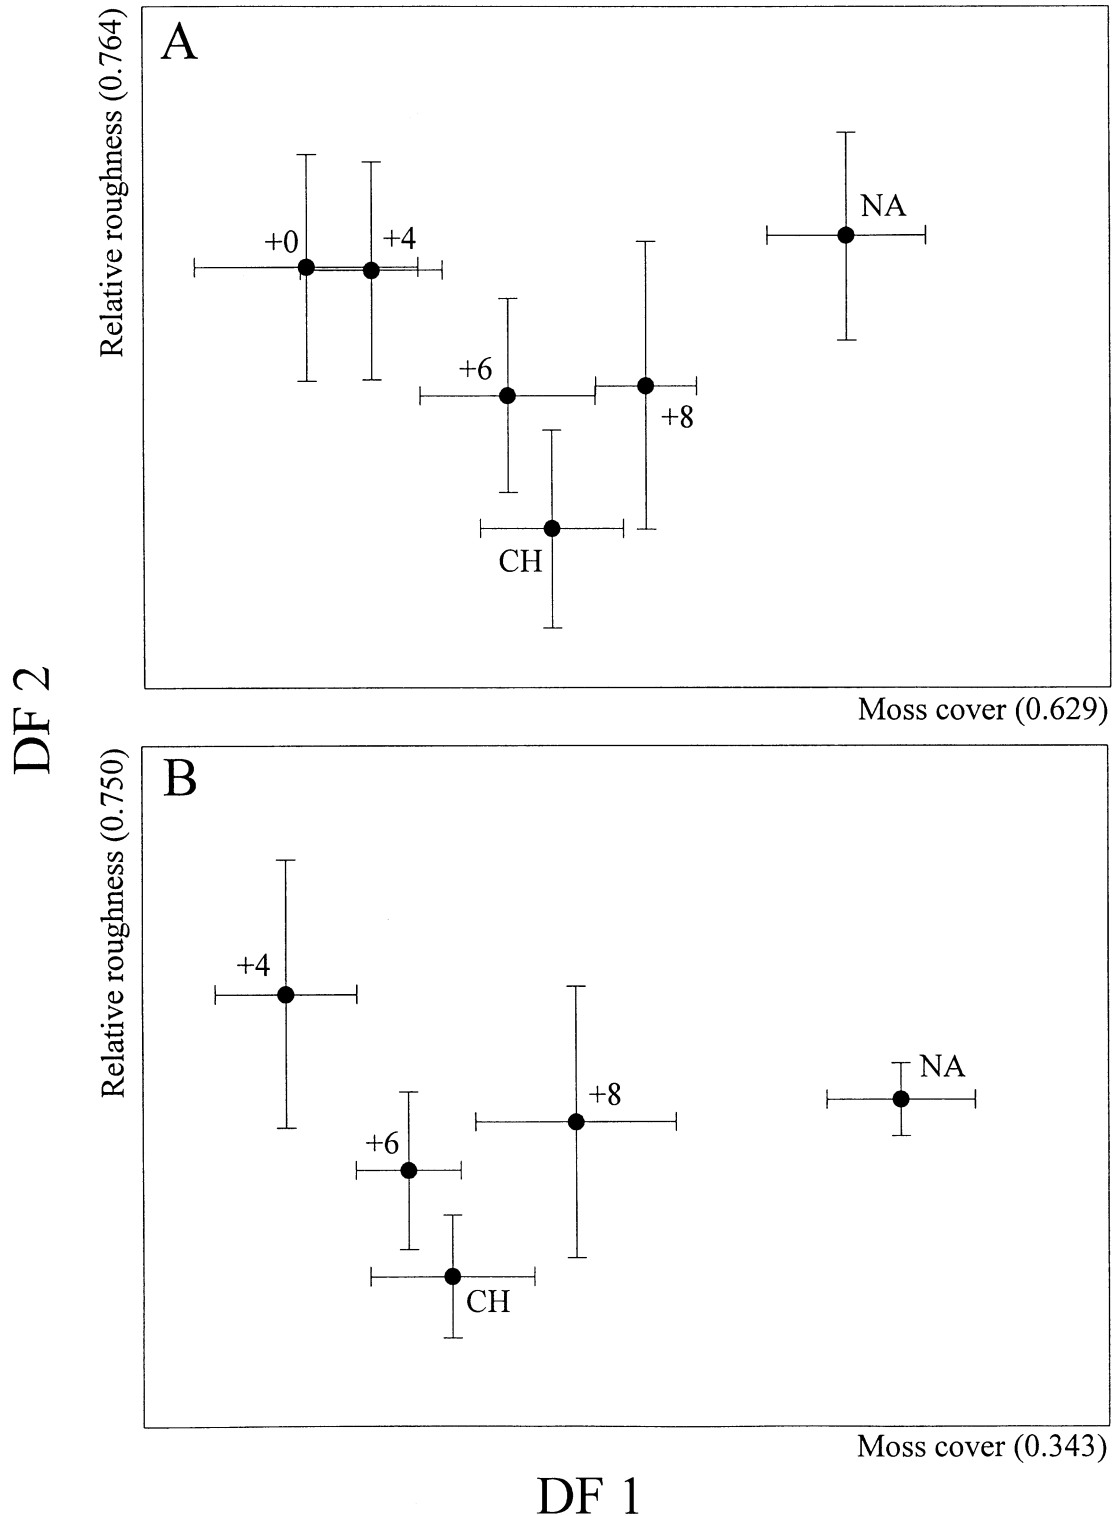 A
Relative roughness (0.764)
NA
+0
+4
+6
+8
CH
Moss cover (0.629)
DF 2
B
Relative roughness (0.750)
+4
NA
+8
+6
CH
Moss cover (0.343)
DF 1